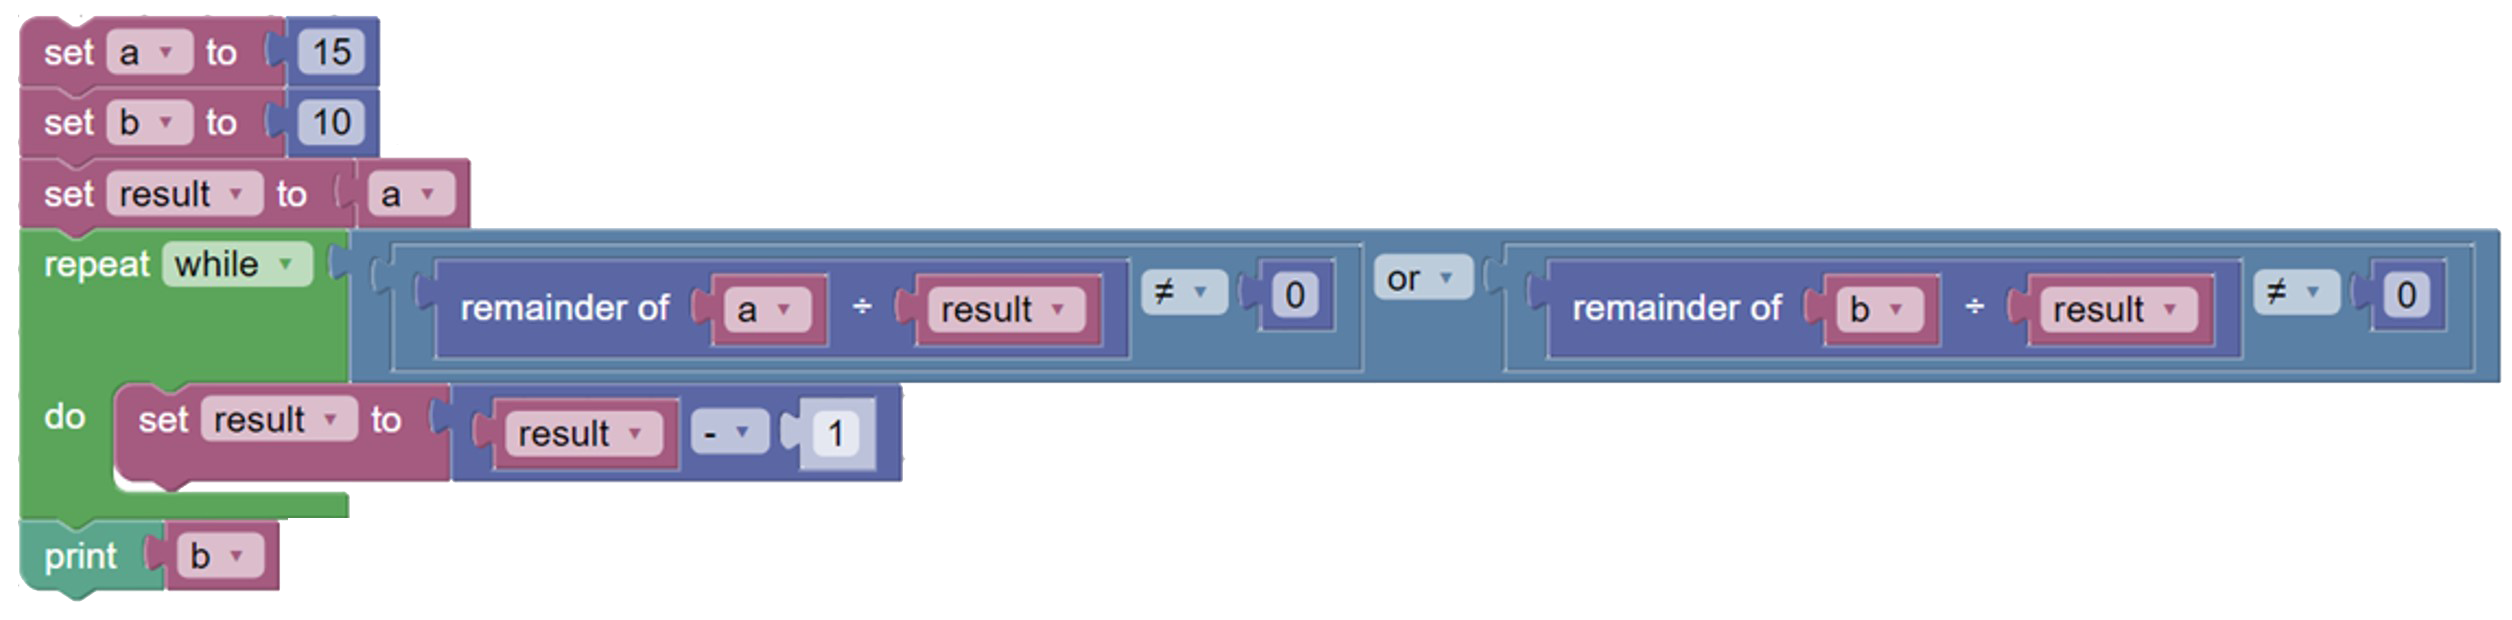 set a to 15
set b to 10
set result to a
repeat while remainder of a ÷ result ≠ 0 or remainder of b ÷ result ≠ 0
do set result to result - 1
print b